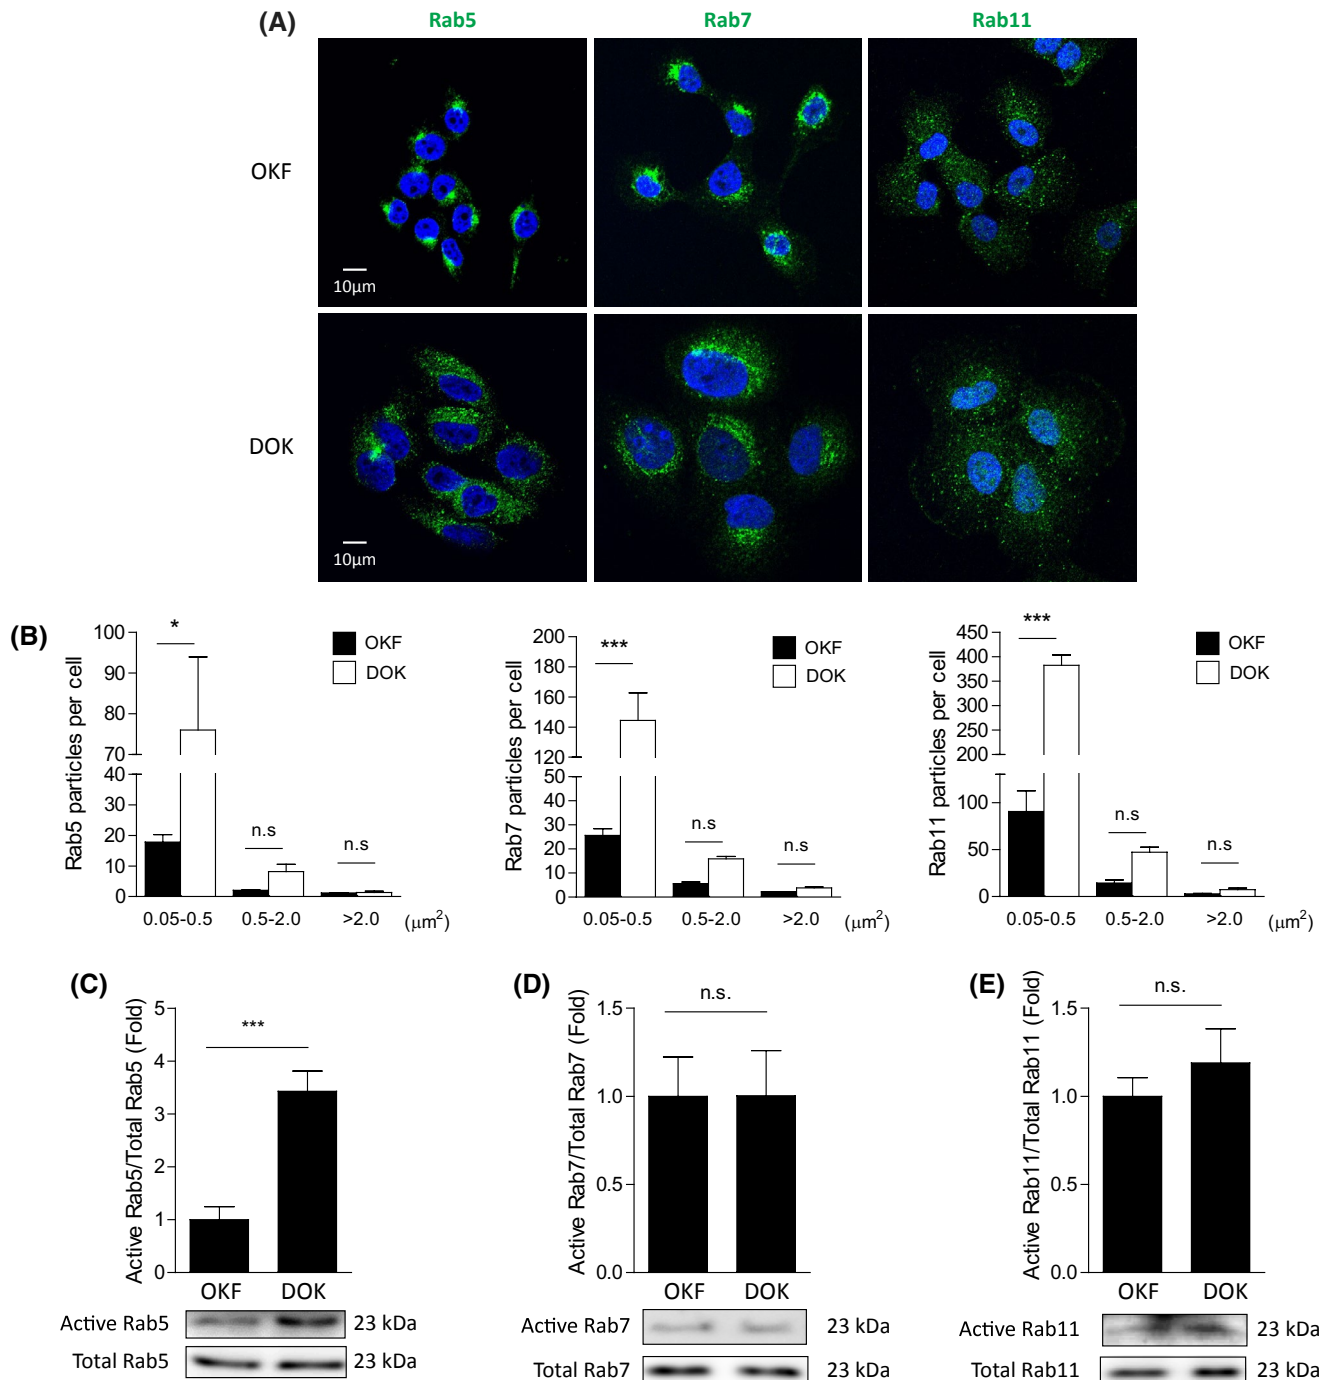 (A) Rab5 Rab7 Rab11
OKF
10μm
DOK
10μm
(B)
Rab5 particles per cell
100
90
80
70
40
30
20
10
0
*
n.s
n.s
OKF
DOK
0.05-0.5 0.5-2.0 >2.0 (μm²)
Rab7 particles per cell
200
180
160
140
120
50
40
30
20
10
0
***
n.s
n.s
OKF
DOK
0.05-0.5 0.5-2.0 >2.0 (μm²)
Rab11 particles per cell
450
400
350
300
250
200
100
50
0
***
n.s
n.s
OKF
DOK
0.05-0.5 0.5-2.0 >2.0 (μm²)
(C)
Active Rab5/Total Rab5 (Fold)
5
4
3
2
1
0
***
OKF DOK
Active Rab5 23 kDa
Total Rab5 23 kDa
(D)
Active Rab7/Total Rab7 (Fold)
1.5
1.0
0.5
0.0
n.s.
OKF DOK
Active Rab7 23 kDa
Total Rab7 23 kDa
(E)
Active Rab11/Total Rab11 (Fold)
1.5
1.0
0.5
0.0
n.s.
OKF DOK
Active Rab11 23 kDa
Total Rab11 23 kDa